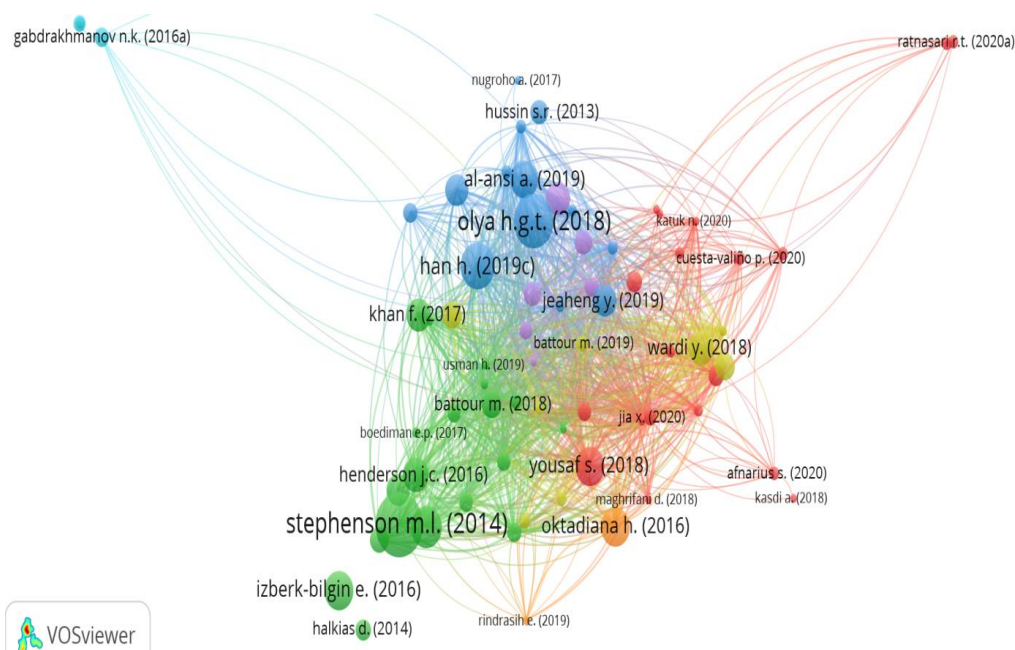 gabdrakhmanov n.k. (2016a)
ratnasari r.t. (2020a)
nugroho a. (2017)
hussin s.r. (2013)
al-ansi a. (2019)
olya h.g.t. (2018)
katuk n. (2020)
cuesta-valiño p. (2020)
han h. (2019c)
jeaheng y. (2019)
khan f. (2017)
battour m. (2019)
wardi y. (2018)
usman h. (2019)
battour m. (2018)
jia x. (2020)
boediman e.p. (2017)
yousaf s. (2018)
henderson j.c. (2016)
afnarius s. (2020)
maghrifani d. (2018)
kasdi a. (2018)
stephenson m.l. (2014)
oktadiana h. (2016)
izberk-bilgin e. (2016)
rindrasih e. (2019)
halkias d. (2014)
VOSviewer